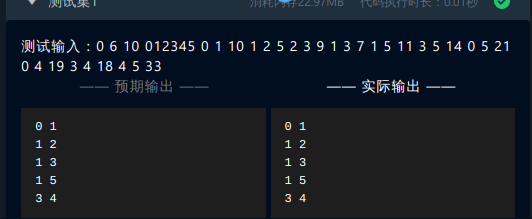 测试集1 消耗内存22.97MB 代码执行时长：0.01秒
测试输入：0 6 10 012345 0 1 10 1 2 5 2 3 9 1 3 7 1 5 11 3 5 14 0 5 21
0 4 19 3 4 18 4 5 33
—— 预期输出 —— —— 实际输出 ——
0 1 0 1
1 2 1 2
1 3 1 3
1 5 1 5
3 4 3 4